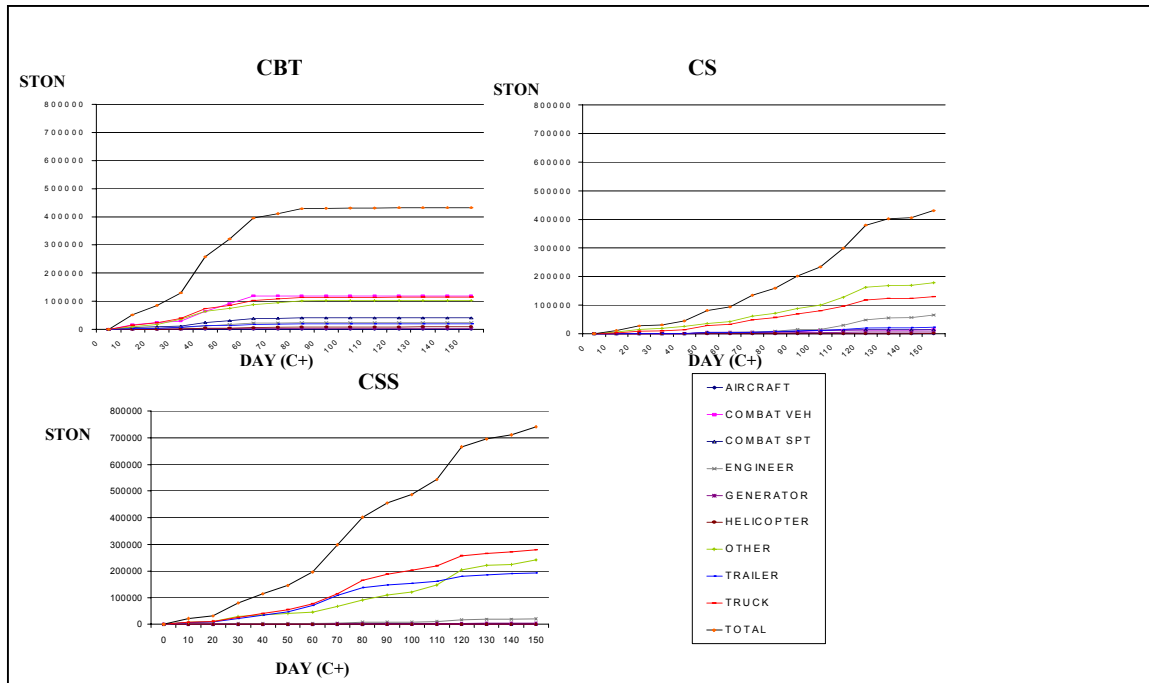 CBT
STON
800000
700000
600000
500000
400000
300000
200000
100000
0
0 10 20 30 40 50 60 70 80 90 100 110 120 130 140 150
DAY (C+)
CS
STON
800000
700000
600000
500000
400000
300000
200000
100000
0
0 10 20 30 40 50 60 70 80 90 100 110 120 130 140 150
DAY (C+)
CSS
STON
800000
700000
600000
500000
400000
300000
200000
100000
0
0 10 20 30 40 50 60 70 80 90 100 110 120 130 140 150
DAY (C+)
AIRCRAFT
COMBAT VEH
COMBAT SPT
ENGINEER
GENERATOR
HELICOPTER
OTHER
TRAILER
TRUCK
TOTAL